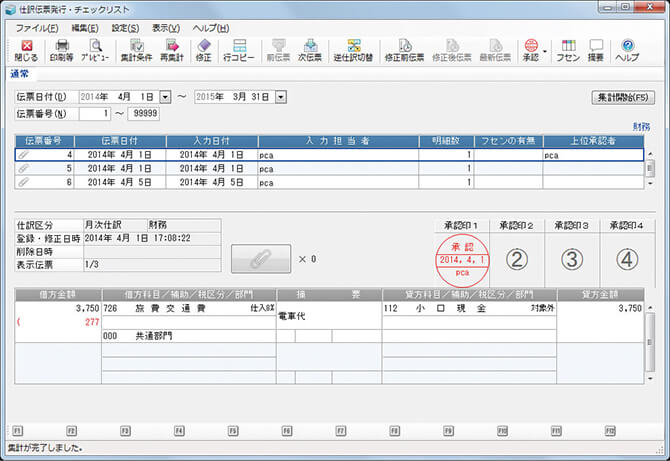 仕訳伝票発行・チェックリスト
ファイル(F) 編集(E) 設定(S) 表示(V) ヘルプ(H)
閉じる 印刷等 プレビュー 集計条件 再集計 修正 行コピー 前伝票 次伝票 逆仕訳切替 修正前伝票 修正後伝票 最新伝票 承認 フセン 摘要 ヘルプ
通常
伝票日付(D) 2014年 4月 1日 ～ 2015年 3月 31日 集計開始(F5)
伝票番号(N) 1 ～ 99999
財務
伝票番号 伝票日付 入力日付 入力担当者 明細数 フセンの有無 上位承認者
4 2014年 4月 1日 2014年 4月 1日 pca 1 pca
5 2014年 4月 1日 2014年 4月 1日 pca 1
6 2014年 4月 5日 2014年 4月 5日 pca 1
仕訳区分 月次仕訳 財務
登録・修正日時 2014年 4月 1日 17:08:22
削除日時
表示伝票 1/3
× 0
承認印1 承認印2 承認印3 承認印4
承認
2014. 4. 1
pca
② ③ ④
借方金額 借方科目／補助／税区分／部門 摘要 貸方科目／補助／税区分／部門 貸方金額
3,750 726 旅費交通費 仕入8% 電車代 112 小口現金 対象外 3,750
( 277
000 共通部門
F1 F2 F3 F4 F5 F6 F7 F8 F9 F10 F11 F12
集計が完了しました。